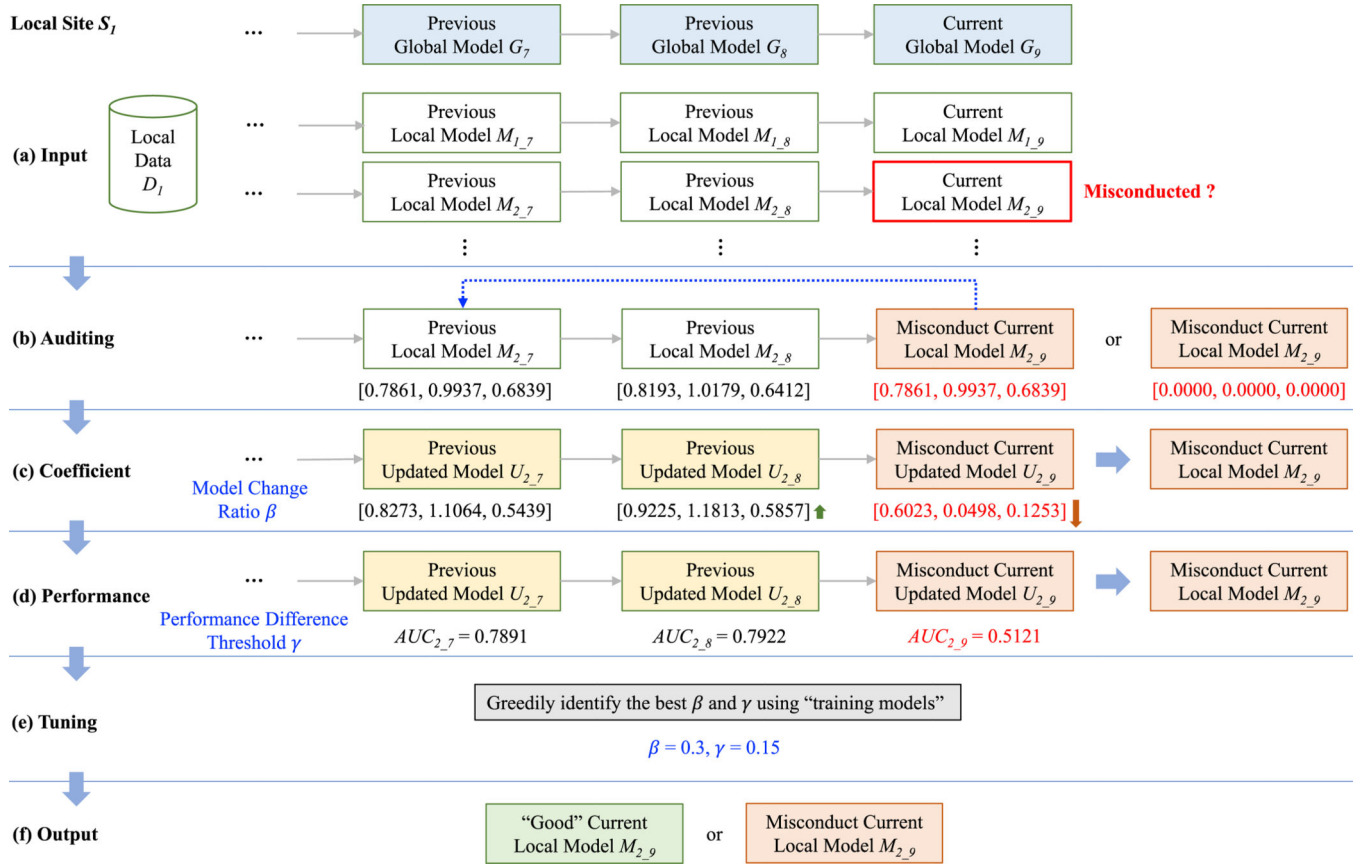 Local Site S₁
...
Previous
Global Model G₇
Previous
Global Model G₈
Current
Global Model G₉
(a) Input
Local
Data
D₁
...
Previous
Local Model M₁_₇
Previous
Local Model M₁_₈
Current
Local Model M₁_₉
...
Previous
Local Model M₂_₇
Previous
Local Model M₂_₈
Current
Local Model M₂_₉
Misconducted ?
⋮ ⋮ ⋮
(b) Auditing
...
Previous
Local Model M₂_₇
[0.7861, 0.9937, 0.6839]
Previous
Local Model M₂_₈
[0.8193, 1.0179, 0.6412]
Misconduct Current
Local Model M₂_₉
[0.7861, 0.9937, 0.6839]
or
Misconduct Current
Local Model M₂_₉
[0.0000, 0.0000, 0.0000]
(c) Coefficient
...
Model Change
Ratio β
Previous
Updated Model U₂_₇
[0.8273, 1.1064, 0.5439]
Previous
Updated Model U₂_₈
[0.9225, 1.1813, 0.5857]
Misconduct Current
Updated Model U₂_₉
[0.6023, 0.0498, 0.1253]
Misconduct Current
Local Model M₂_₉
(d) Performance
...
Performance Difference
Threshold γ
Previous
Updated Model U₂_₇
AUC₂_₇ = 0.7891
Previous
Updated Model U₂_₈
AUC₂_₈ = 0.7922
Misconduct Current
Updated Model U₂_₉
AUC₂_₉ = 0.5121
Misconduct Current
Local Model M₂_₉
(e) Tuning
Greedily identify the best β and γ using “training models”
β = 0.3, γ = 0.15
(f) Output
“Good” Current
Local Model M₂_₉
or
Misconduct Current
Local Model M₂_₉